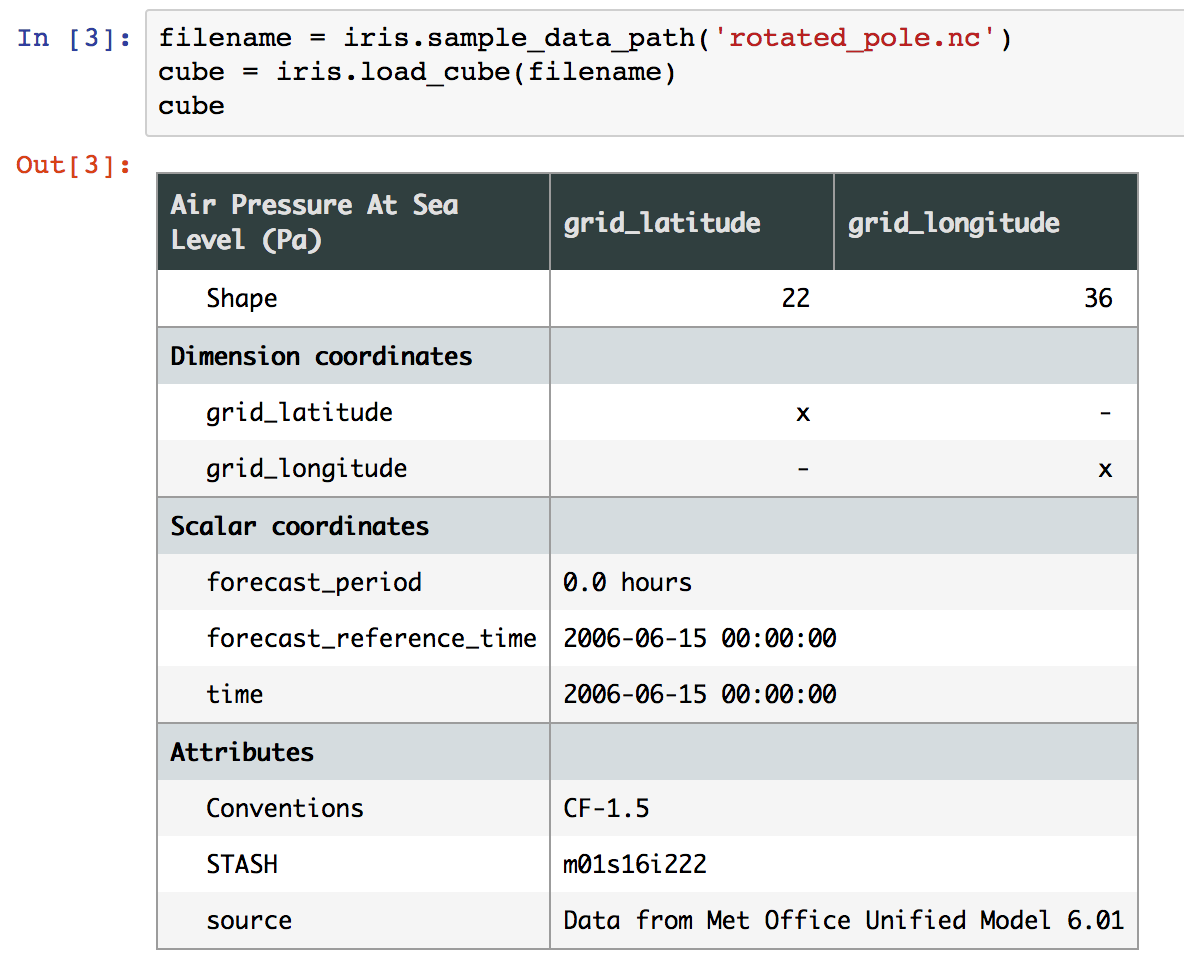 In [3]: filename = iris.sample_data_path('rotated_pole.nc')
cube = iris.load_cube(filename)
cube
Out[3]:
Air Pressure At Sea
Level (Pa) grid_latitude grid_longitude
Shape 22 36
Dimension coordinates
grid_latitude x -
grid_longitude - x
Scalar coordinates
forecast_period 0.0 hours
forecast_reference_time 2006-06-15 00:00:00
time 2006-06-15 00:00:00
Attributes
Conventions CF-1.5
STASH m01s16i222
source Data from Met Office Unified Model 6.01